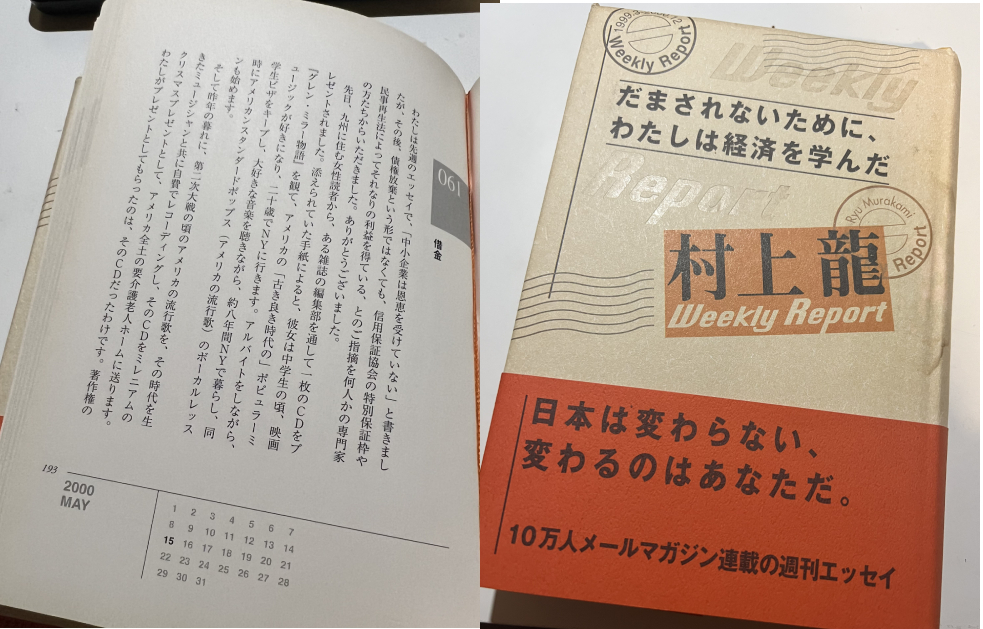 061
借金
わたしは先週のエッセイで、「中小企業は恩恵を受けていない」と書きまし
たが、その後、債権放棄という形ではなくても、信用保証協会の特別保証枠や
民事再生法によってそれなりの利益を得ている、とのご指摘を何人かの専門家
の方たちからいただきました。ありがとうございました。
先日、九州に住む女性読者から、ある雑誌の編集部を通して一枚のCDをプ
レゼントされました。添えられていた手紙によると、彼女は中学生の頃、映画
『グレン・ミラー物語』を観て、アメリカの「古き良き時代の」ポピュラーミ
ュージックが好きになり、二十歳でNYに行きます。アルバイトをしながら、
学生ビザをキープし、大好きな音楽を聴きながら、約八年間NYで暮らし、同
時にアメリカンスタンダードポップス(アメリカの流行歌)のボーカルレッス
ンも始めます。
そして昨年の暮れに、第二次大戦の頃のアメリカの流行歌を、その時代を生
きたミュージシャンと共に自費でレコーディングし、そのCDをミレニアムの
クリスマスプレゼントとして、アメリカ全土の要介護老人ホームに送ります。
わたしがプレゼントとしてもらったのは、そのCDだったわけです。著作権の
193
2000
MAY
1 2 3 4 5 6 7
8 9 10 11 12 13 14
15 16 17 18 19 20 21
22 23 24 25 26 27 28
29 30 31
Weekly Report
Weekly
だまされないために、
わたしは経済を学んだ
Report
Ryu Murakami
Report
村上龍
Weekly Report
日本は変わらない、
変わるのはあなただ。
10万人メールマガジン連載の週刊エッセイ